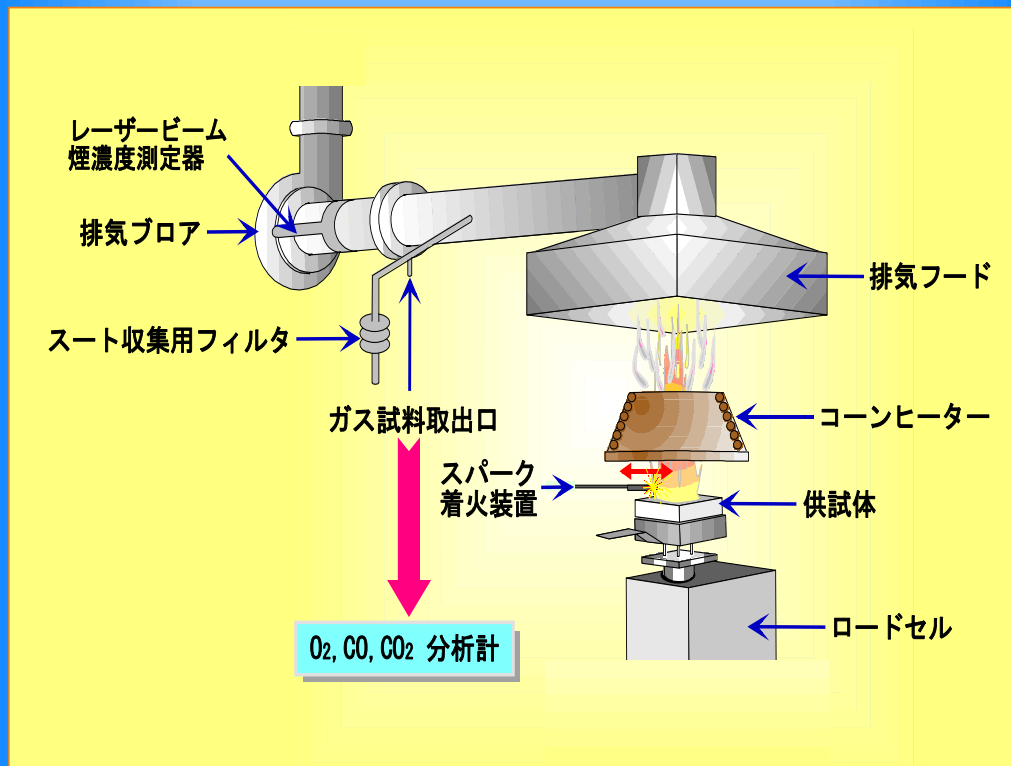 レーザービーム
煙濃度測定器
排気ブロア
排気フード
スート収集用フィルタ
ガス試料取出口
コーンヒーター
スパーク
着火装置
供試体
ロードセル
O₂, CO, CO₂ 分析計